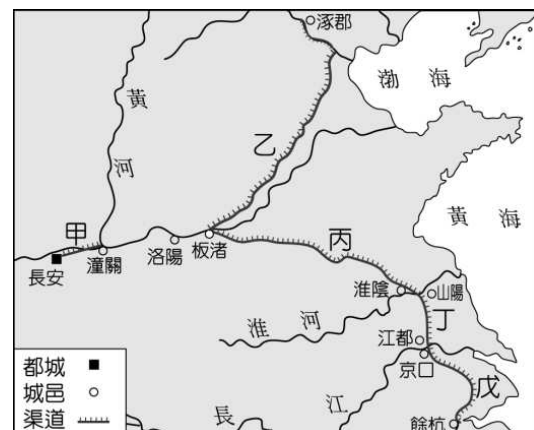 涿郡
渤海
黃河
乙
黃海
甲
丙
長安
潼關
洛陽
板渚
淮陰
山陽
淮河
丁
江都
京口
戊
長江
餘杭
都城
城邑
渠道